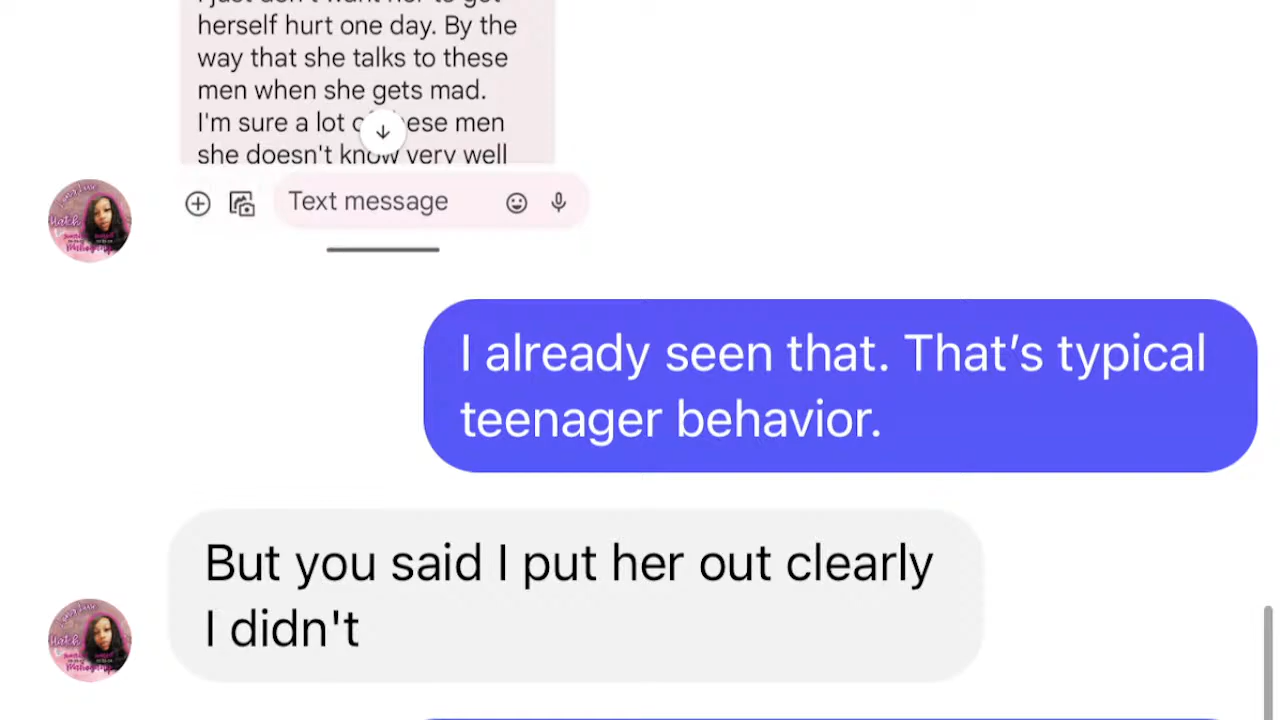 herself hurt one day. By the
way that she talks to these
men when she gets mad.
I'm sure a lot these men
she doesn't know very well
Text message
I already seen that. That's typical
teenager behavior.
But you said I put her out clearly
I didn't